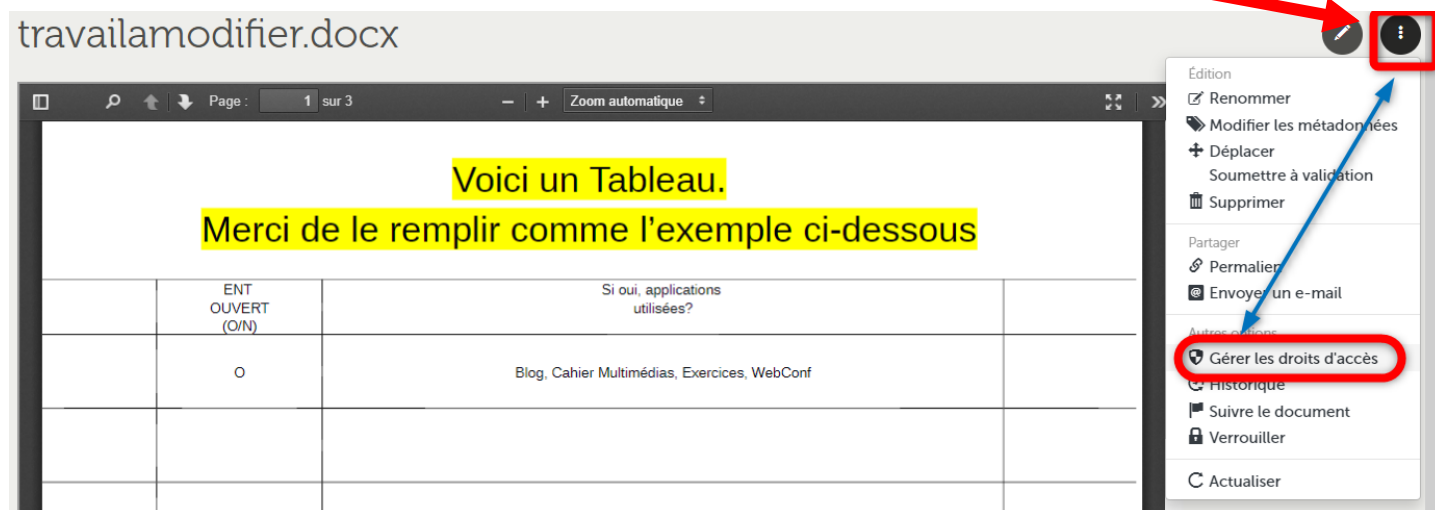 travailamodifier.docx
Page : 1 sur 3
Zoom automatique
Voici un Tableau.
Merci de le remplir comme l'exemple ci-dessous
ENT
OUVERT
(O/N)
Si oui, applications
utilisées?
O
Blog, Cahier Multimédias, Exercices, WebConf
Édition
Renommer
Modifier les métadonnées
Déplacer
Soumettre à validation
Supprimer
Partager
Permalien
Envoyer un e-mail
Autres options
Gérer les droits d'accès
Historique
Suivre le document
Verrouiller
Actualiser